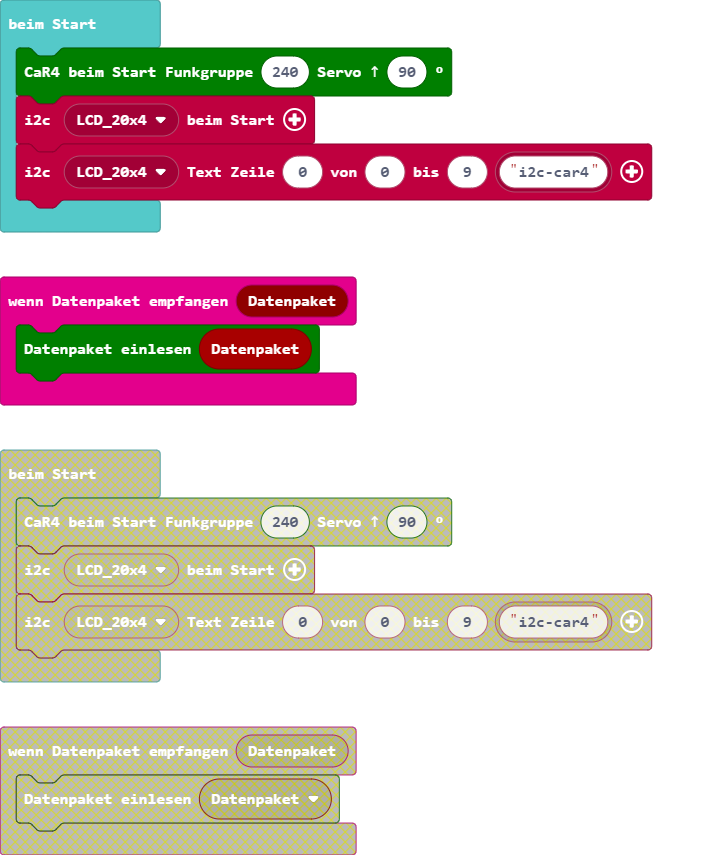 beim Start
CaR4 beim Start Funkgruppe 240 Servo ↑ 90 °
i2c LCD_20x4 beim Start
i2c LCD_20x4 Text Zeile 0 von 0 bis 9 "i2c-car4"
wenn Datenpaket empfangen Datenpaket
Datenpaket einlesen Datenpaket
beim Start
CaR4 beim Start Funkgruppe 240 Servo ↑ 90 °
i2c LCD_20x4 beim Start
i2c LCD_20x4 Text Zeile 0 von 0 bis 9 "i2c-car4"
wenn Datenpaket empfangen Datenpaket
Datenpaket einlesen Datenpaket